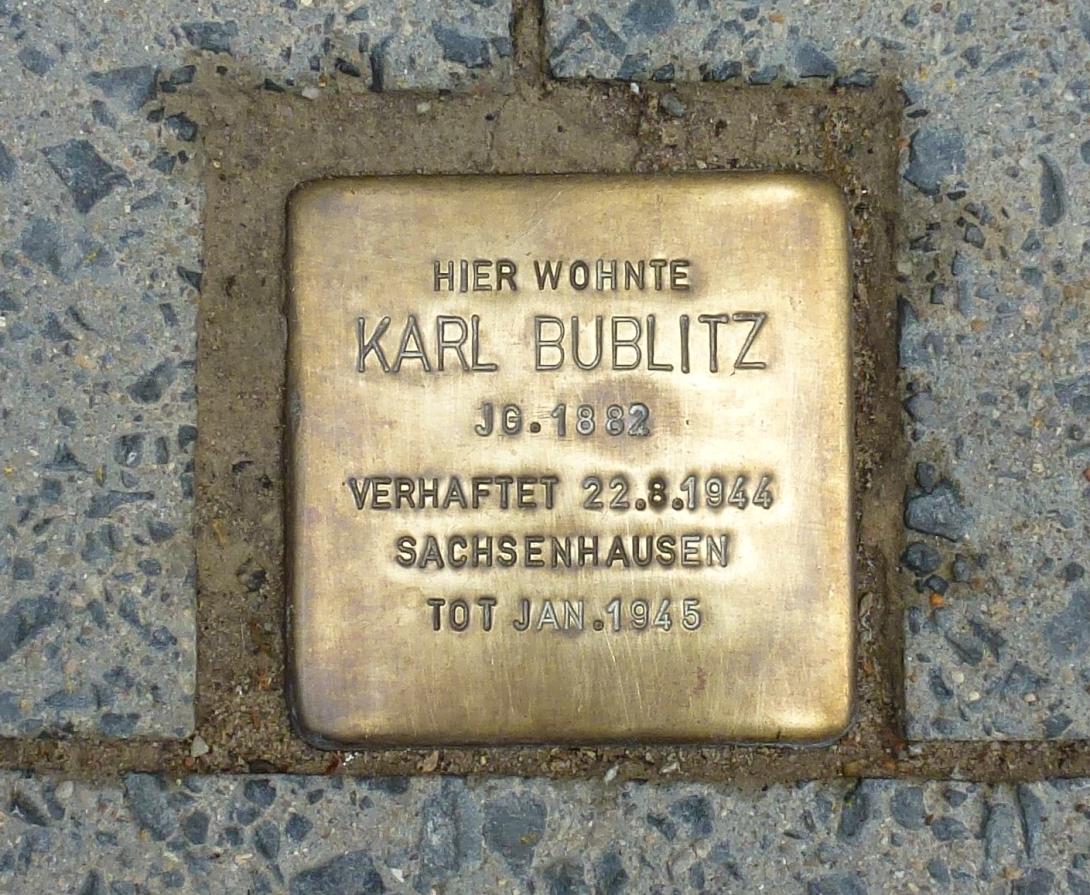 HIER WOHNTE
KARL BUBLITZ
JG. 1882
VERHAFTET 22.8.1944
SACHSENHAUSEN
TOT JAN. 1945